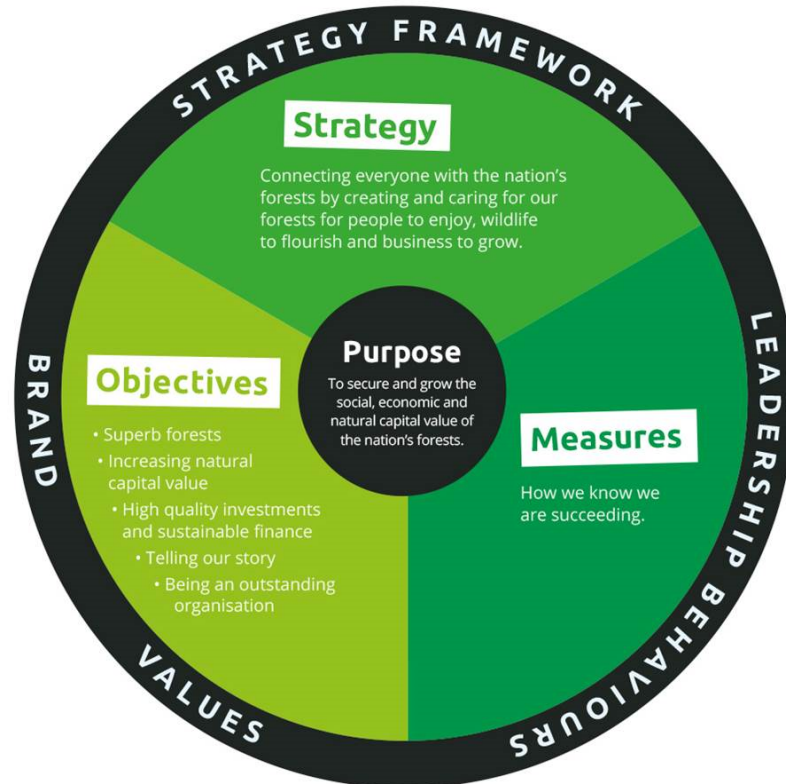 STRATEGY FRAMEWORK
Strategy
Connecting everyone with the nation’s
forests by creating and caring for our
forests for people to enjoy, wildlife
to flourish and business to grow.
Purpose
To secure and grow the
social, economic and
natural capital value of
the nation’s forests.
Objectives
• Superb forests
• Increasing natural
capital value
• High quality investments
and sustainable finance
• Telling our story
• Being an outstanding
organisation
Measures
How we know we
are succeeding.
LEADERSHIP BEHAVIOURS
VALUES
BRAND